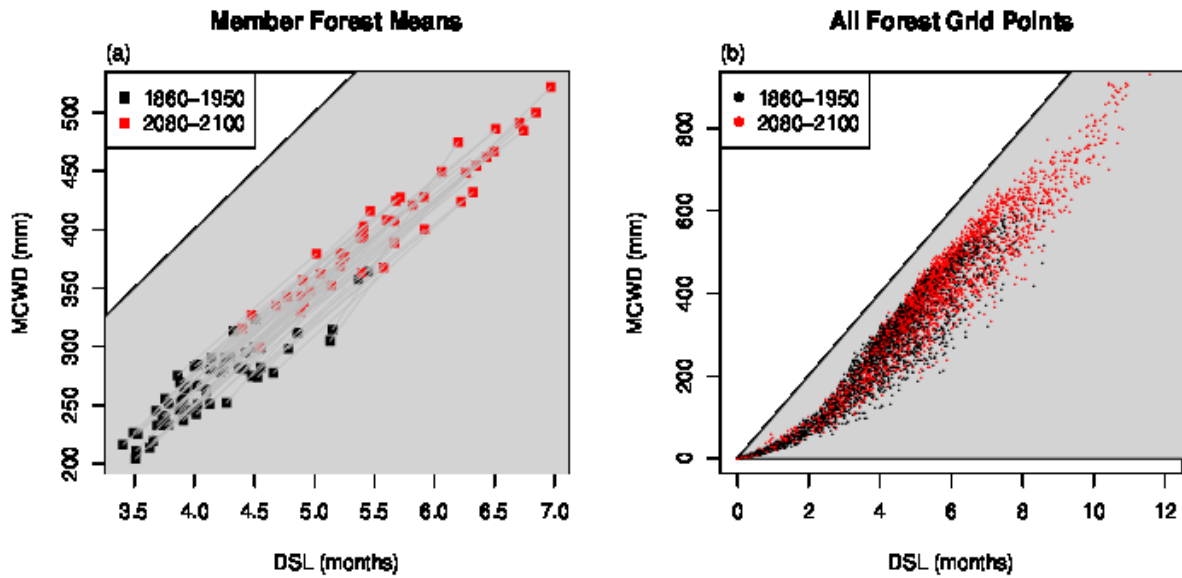 Member Forest Means
(a)
1860–1950
2080–2100
MCWD (mm)
500
450
400
350
300
250
200
3.5 4.0 4.5 5.0 5.5 6.0 6.5 7.0
DSL (months)
All Forest Grid Points
(b)
1860–1950
2080–2100
MCWD (mm)
800
600
400
200
0
0 2 4 6 8 10 12
DSL (months)